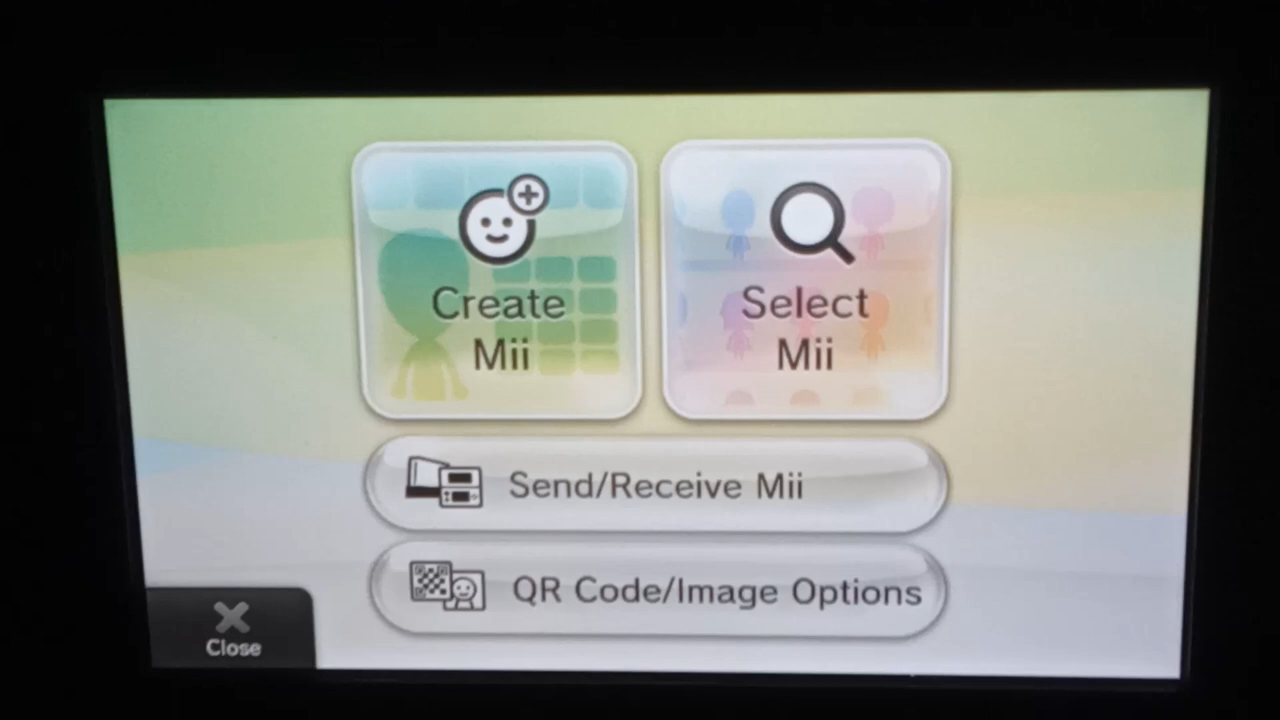 Create
Mii
Select
Mii
Send/Receive Mii
QR Code/Image Options
Close